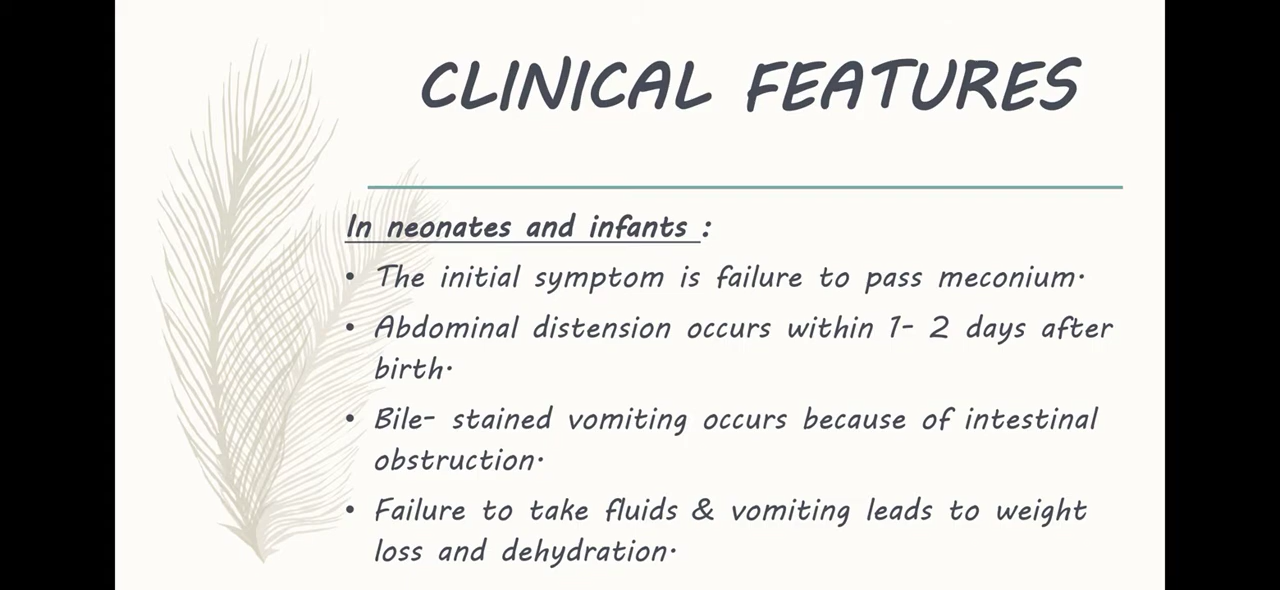 CLINICAL FEATURES
In neonates and infants :
• The initial symptom is failure to pass meconium.
• Abdominal distension occurs within 1- 2 days after
birth.
• Bile- stained vomiting occurs because of intestinal
obstruction.
• Failure to take fluids & vomiting leads to weight
loss and dehydration.